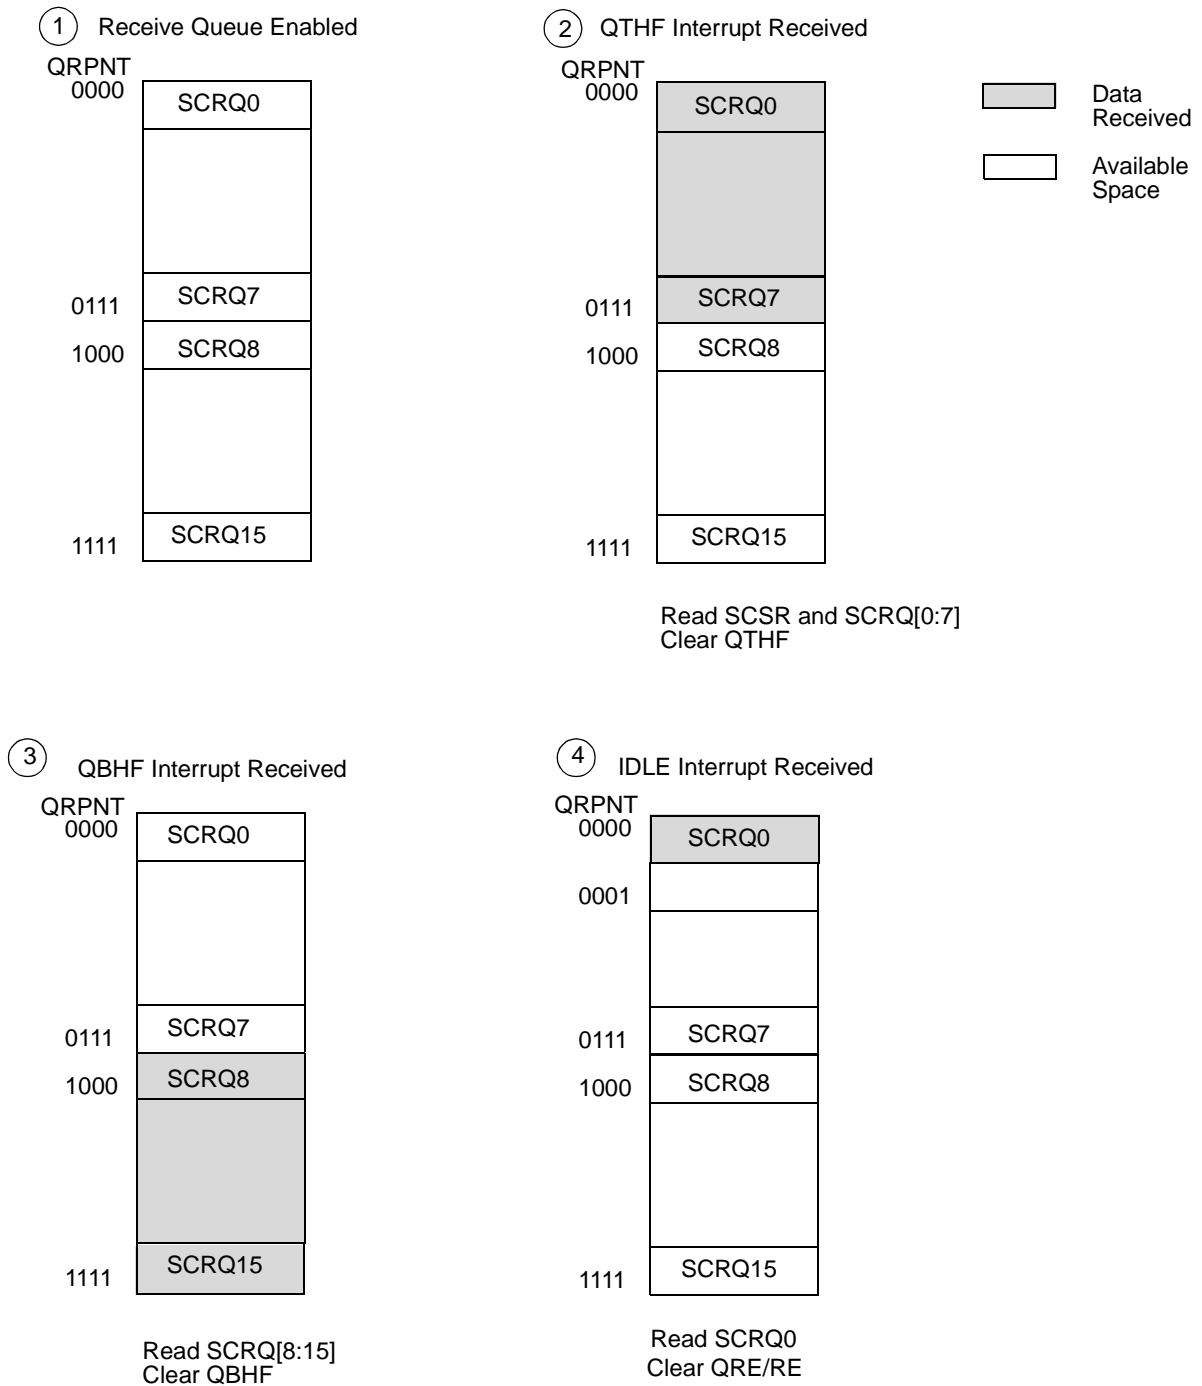 1 Receive Queue Enabled
QRPNT
0000 SCRQ0
0111 SCRQ7
1000 SCRQ8
1111 SCRQ15
2 QTHF Interrupt Received
QRPNT
0000 SCRQ0
0111 SCRQ7
1000 SCRQ8
1111 SCRQ15
Read SCSR and SCRQ[0:7]
Clear QTHF
Data
Received
Available
Space
3 QBHF Interrupt Received
QRPNT
0000 SCRQ0
0111 SCRQ7
1000 SCRQ8
1111 SCRQ15
Read SCRQ[8:15]
Clear QBHF
4 IDLE Interrupt Received
QRPNT
0000 SCRQ0
0001
0111 SCRQ7
1000 SCRQ8
1111 SCRQ15
Read SCRQ0
Clear QRE/RE